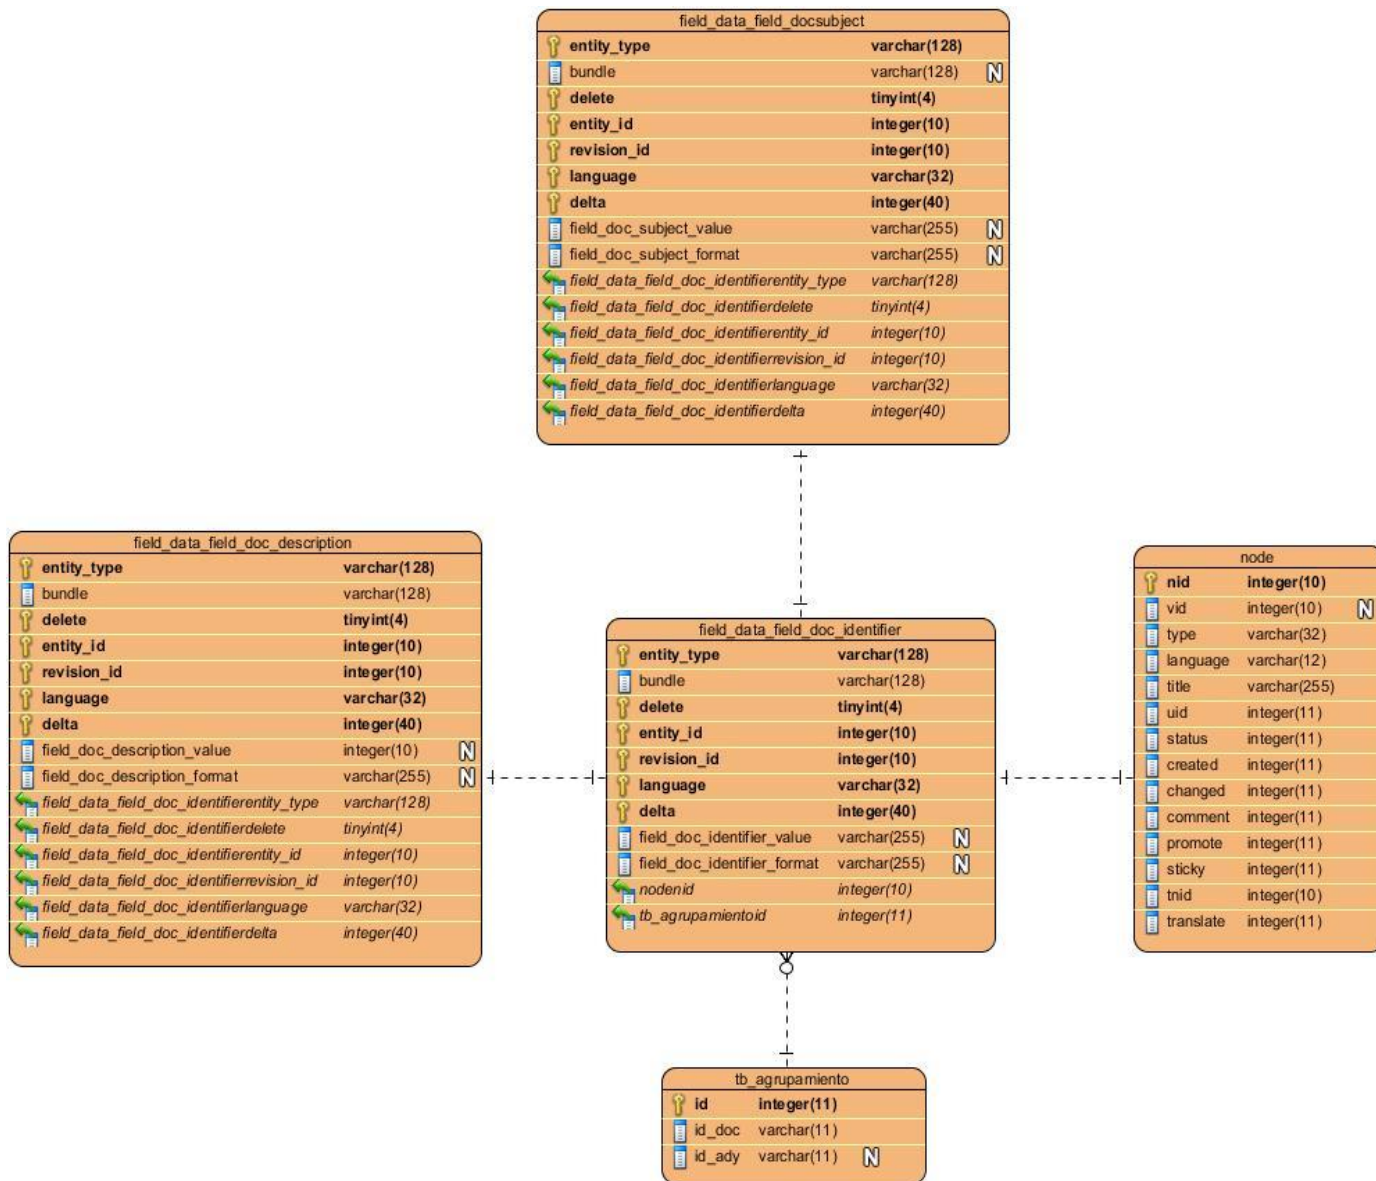 field_data_field_docsubject
entity_type varchar(128)
bundle varchar(128) N
delete tinyint(4)
entity_id integer(10)
revision_id integer(10)
language varchar(32)
delta integer(40)
field_doc_subject_value varchar(255) N
field_doc_subject_format varchar(255) N
field_data_field_doc_identifierentity_type varchar(128)
field_data_field_doc_identifierdelete tinyint(4)
field_data_field_doc_identifierentity_id integer(10)
field_data_field_doc_identifierrevision_id integer(10)
field_data_field_doc_identifierlanguage varchar(32)
field_data_field_doc_identifierdelta integer(40)
field_data_field_doc_description
entity_type varchar(128)
bundle varchar(128)
delete tinyint(4)
entity_id integer(10)
revision_id integer(10)
language varchar(32)
delta integer(40)
field_doc_description_value integer(10) N
field_doc_description_format varchar(255) N
field_data_field_doc_identifierentity_type varchar(128)
field_data_field_doc_identifierdelete tinyint(4)
field_data_field_doc_identifierentity_id integer(10)
field_data_field_doc_identifierrevision_id integer(10)
field_data_field_doc_identifierlanguage varchar(32)
field_data_field_doc_identifierdelta integer(40)
field_data_field_doc_identifier
entity_type varchar(128)
bundle varchar(128)
delete tinyint(4)
entity_id integer(10)
revision_id integer(10)
language varchar(32)
delta integer(40)
field_doc_identifier_value varchar(255) N
field_doc_identifier_format varchar(255) N
nodenid integer(10)
tb_agrupamientoid integer(11)
node
nid integer(10)
vid integer(10) N
type varchar(32)
language varchar(12)
title varchar(255)
uid integer(11)
status integer(11)
created integer(11)
changed integer(11)
comment integer(11)
promote integer(11)
sticky integer(11)
tnid integer(10)
translate integer(11)
tb_agrupamiento
id integer(11)
id_doc varchar(11)
id_ady varchar(11) N